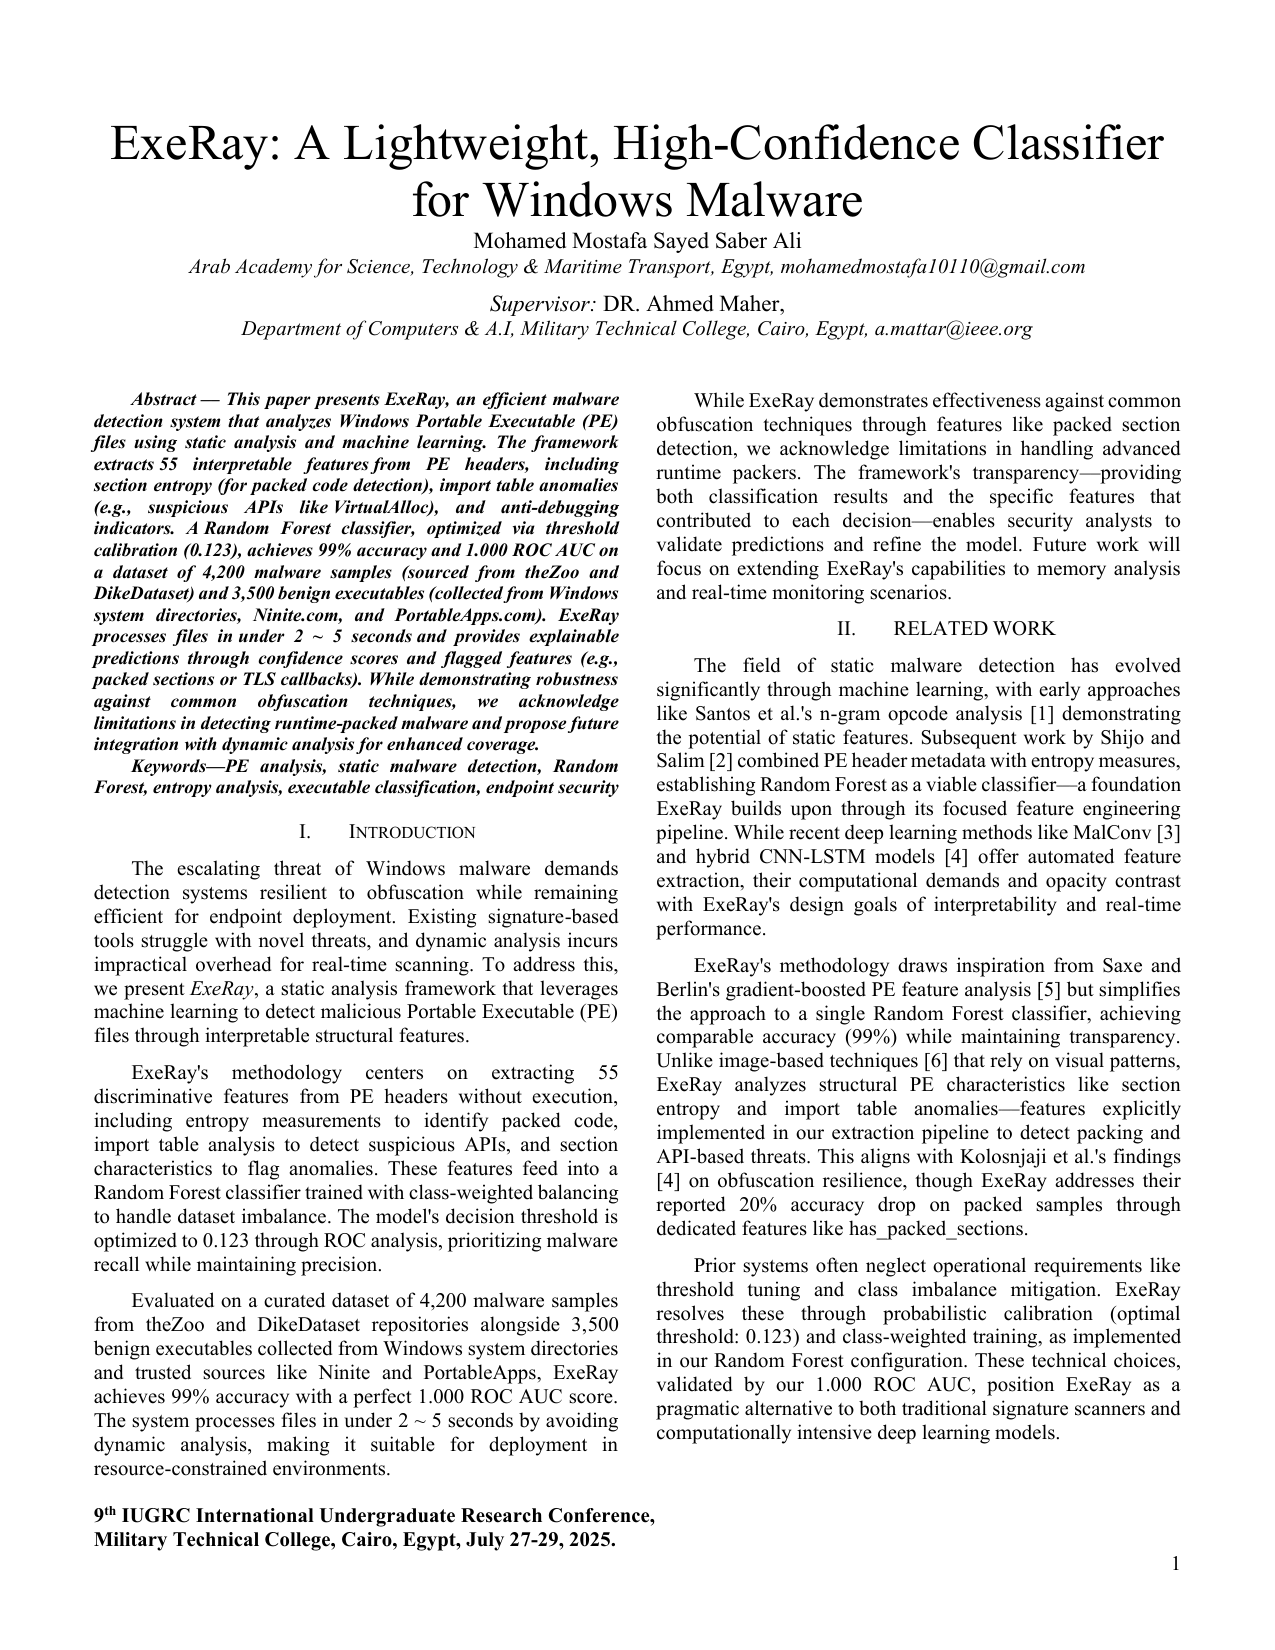 ExeRay: A Lightweight, High-Confidence Classifier
for Windows Malware
Mohamed Mostafa Sayed Saber Ali
Arab Academy for Science, Technology & Maritime Transport, Egypt, mohamedmostafa10110@gmail.com
Supervisor: DR. Ahmed Maher,
Department of Computers & A.I, Military Technical College, Cairo, Egypt, a.mattar@ieee.org
Abstract — This paper presents ExeRay, an efficient malware
detection system that analyzes Windows Portable Executable (PE)
files using static analysis and machine learning. The framework
extracts 55 interpretable features from PE headers, including
section entropy (for packed code detection), import table anomalies
(e.g., suspicious APIs like VirtualAlloc), and anti-debugging
indicators. A Random Forest classifier, optimized via threshold
calibration (0.123), achieves 99% accuracy and 1.000 ROC AUC on
a dataset of 4,200 malware samples (sourced from theZoo and
DikeDataset) and 3,500 benign executables (collected from Windows
system directories, Ninite.com, and PortableApps.com). ExeRay
processes files in under 2 ~ 5 seconds and provides explainable
predictions through confidence scores and flagged features (e.g.,
packed sections or TLS callbacks). While demonstrating robustness
against common obfuscation techniques, we acknowledge
limitations in detecting runtime-packed malware and propose future
integration with dynamic analysis for enhanced coverage.
Keywords—PE analysis, static malware detection, Random
Forest, entropy analysis, executable classification, endpoint security
I. INTRODUCTION
The escalating threat of Windows malware demands
detection systems resilient to obfuscation while remaining
efficient for endpoint deployment. Existing signature-based
tools struggle with novel threats, and dynamic analysis incurs
impractical overhead for real-time scanning. To address this,
we present ExeRay, a static analysis framework that leverages
machine learning to detect malicious Portable Executable (PE)
files through interpretable structural features.
ExeRay's methodology centers on extracting 55
discriminative features from PE headers without execution,
including entropy measurements to identify packed code,
import table analysis to detect suspicious APIs, and section
characteristics to flag anomalies. These features feed into a
Random Forest classifier trained with class-weighted balancing
to handle dataset imbalance. The model's decision threshold is
optimized to 0.123 through ROC analysis, prioritizing malware
recall while maintaining precision.
Evaluated on a curated dataset of 4,200 malware samples
from theZoo and DikeDataset repositories alongside 3,500
benign executables collected from Windows system directories
and trusted sources like Ninite and PortableApps, ExeRay
achieves 99% accuracy with a perfect 1.000 ROC AUC score.
The system processes files in under 2 ~ 5 seconds by avoiding
dynamic analysis, making it suitable for deployment in
resource-constrained environments.
While ExeRay demonstrates effectiveness against common
obfuscation techniques through features like packed section
detection, we acknowledge limitations in handling advanced
runtime packers. The framework's transparency—providing
both classification results and the specific features that
contributed to each decision—enables security analysts to
validate predictions and refine the model. Future work will
focus on extending ExeRay's capabilities to memory analysis
and real-time monitoring scenarios.
II. RELATED WORK
The field of static malware detection has evolved
significantly through machine learning, with early approaches
like Santos et al.'s n-gram opcode analysis [1] demonstrating
the potential of static features. Subsequent work by Shijo and
Salim [2] combined PE header metadata with entropy measures,
establishing Random Forest as a viable classifier—a foundation
ExeRay builds upon through its focused feature engineering
pipeline. While recent deep learning methods like MalConv [3]
and hybrid CNN-LSTM models [4] offer automated feature
extraction, their computational demands and opacity contrast
with ExeRay's design goals of interpretability and real-time
performance.
ExeRay's methodology draws inspiration from Saxe and
Berlin's gradient-boosted PE feature analysis [5] but simplifies
the approach to a single Random Forest classifier, achieving
comparable accuracy (99%) while maintaining transparency.
Unlike image-based techniques [6] that rely on visual patterns,
ExeRay analyzes structural PE characteristics like section
entropy and import table anomalies—features explicitly
implemented in our extraction pipeline to detect packing and
API-based threats. This aligns with Kolosnjaji et al.'s findings
[4] on obfuscation resilience, though ExeRay addresses their
reported 20% accuracy drop on packed samples through
dedicated features like has_packed_sections.
Prior systems often neglect operational requirements like
threshold tuning and class imbalance mitigation. ExeRay
resolves these through probabilistic calibration (optimal
threshold: 0.123) and class-weighted training, as implemented
in our Random Forest configuration. These technical choices,
validated by our 1.000 ROC AUC, position ExeRay as a
pragmatic alternative to both traditional signature scanners and
computationally intensive deep learning models.
9th IUGRC International Undergraduate Research Conference,
Military Technical College, Cairo, Egypt, July 27-29, 2025.
1